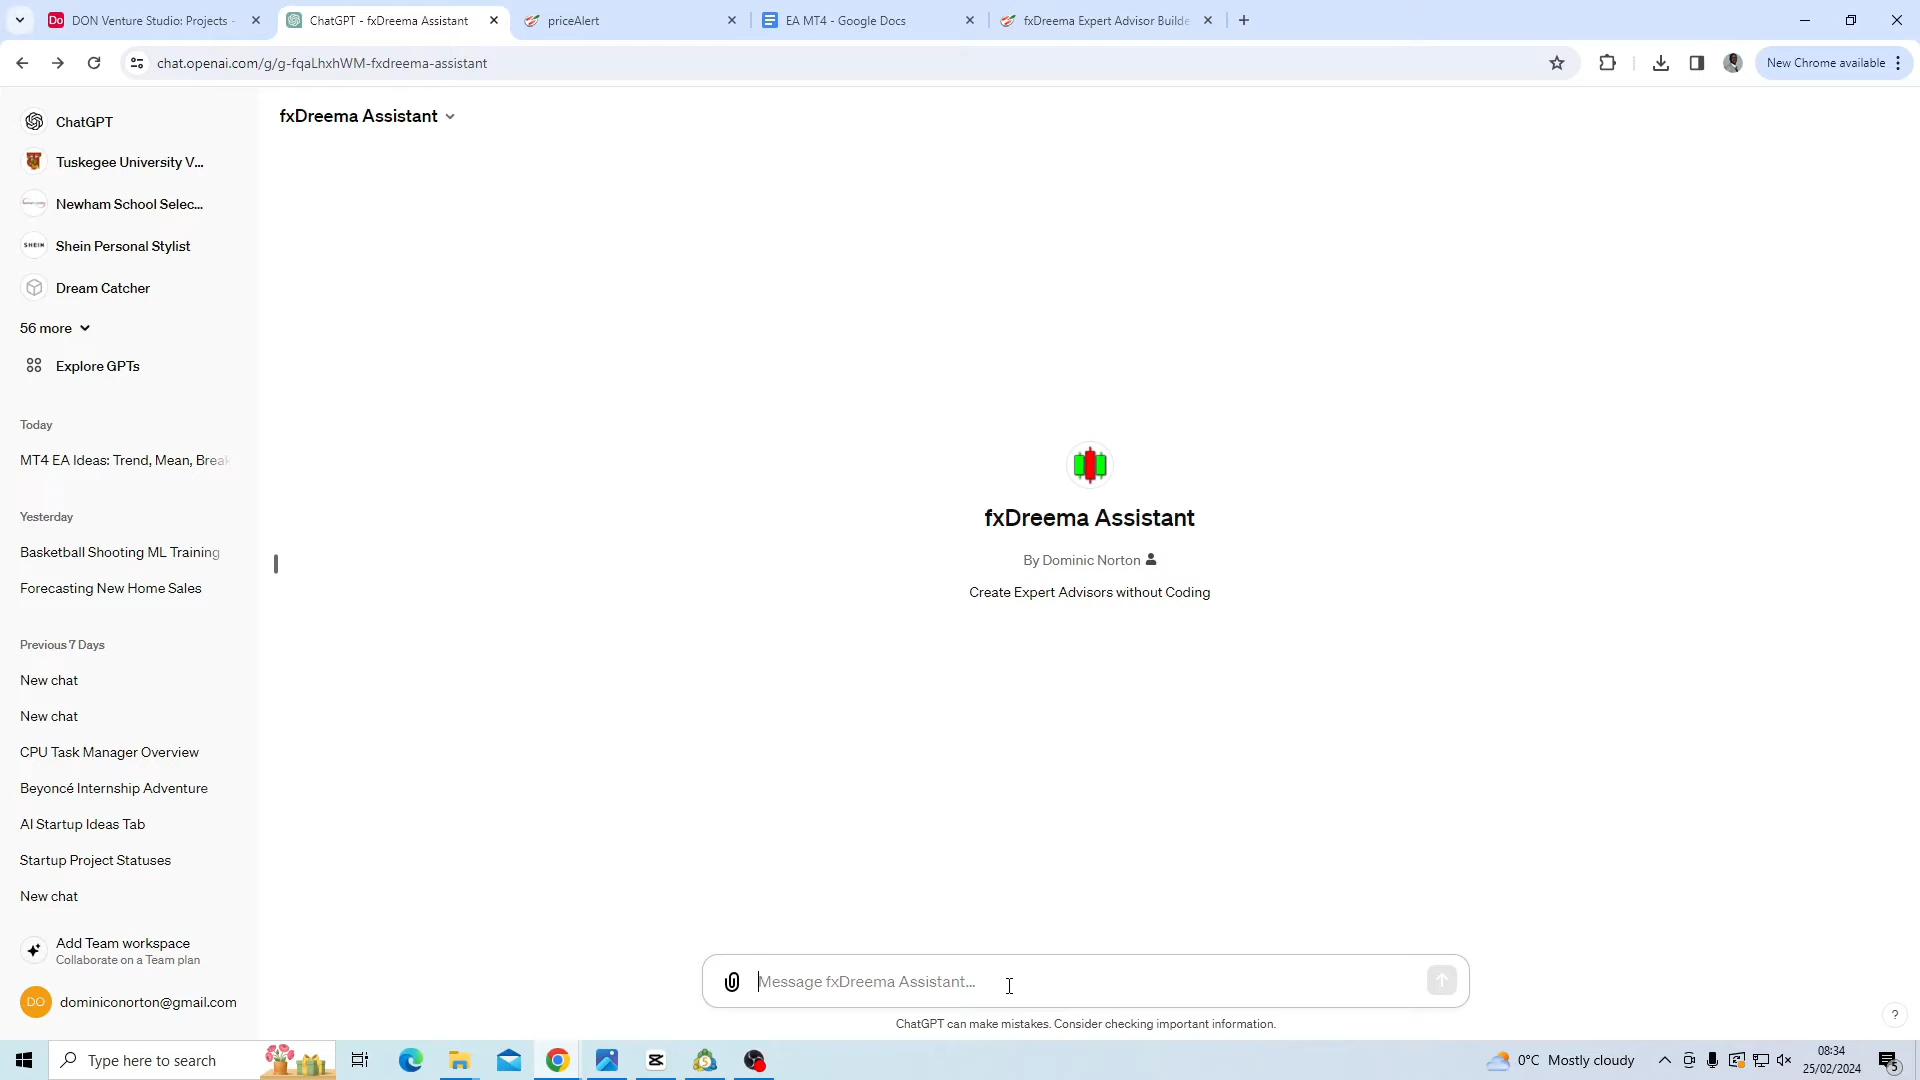 DON Venture Studio: Projects -
ChatGPT - fxDreema Assistant
priceAlert
EA MT4 - Google Docs
fxDreema Expert Advisor Builde
chat.openai.com/g/g-fqaLhxhWM-fxdreema-assistant
New Chrome available
ChatGPT
Tuskegee University V...
Newham School Selec...
SHEIN
Shein Personal Stylist
Dream Catcher
56 more
Explore GPTs
Today
MT4 EA Ideas: Trend, Mean, Break
Yesterday
Basketball Shooting ML Training
Forecasting New Home Sales
Previous 7 Days
New chat
New chat
CPU Task Manager Overview
Beyoncé Internship Adventure
AI Startup Ideas Tab
Startup Project Statuses
New chat
Add Team workspace
Collaborate on a Team plan
DO
dominiconorton@gmail.com
fxDreema Assistant
fxDreema Assistant
By Dominic Norton
Create Expert Advisors without Coding
Message fxDreema Assistant...
ChatGPT can make mistakes. Consider checking important information.
?
Type here to search
0°C Mostly cloudy
08:34
25/02/2024
5